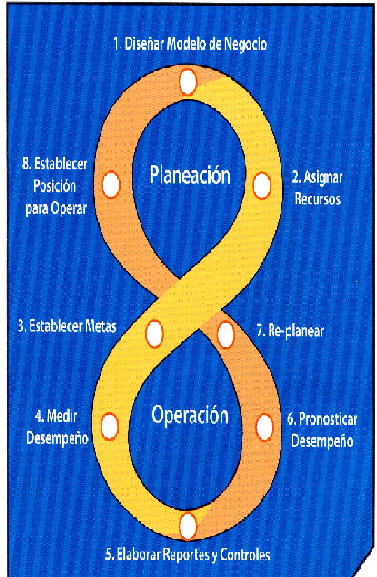 1. Diseñar Modelo de Negocio
8. Establecer
Posición
para Operar
Planeación
2. Asignar
Recursos
3. Establecer Metas
7. Re-planear
4. Medir
Desempeño
Operación
6. Pronosticar
Desempeño
5. Elaborar Reportes y Controles